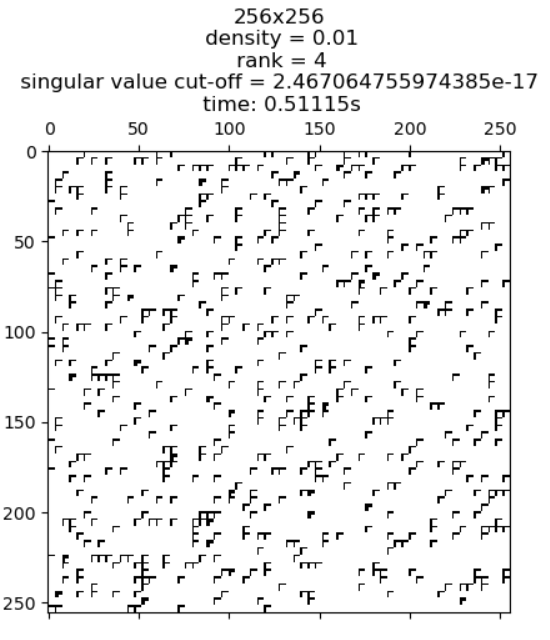 256x256
density = 0.01
rank = 4
singular value cut-off = 2.467064755974385e-17
time: 0.51115s
0 50 100 150 200 250
0
50
100
150
200
250